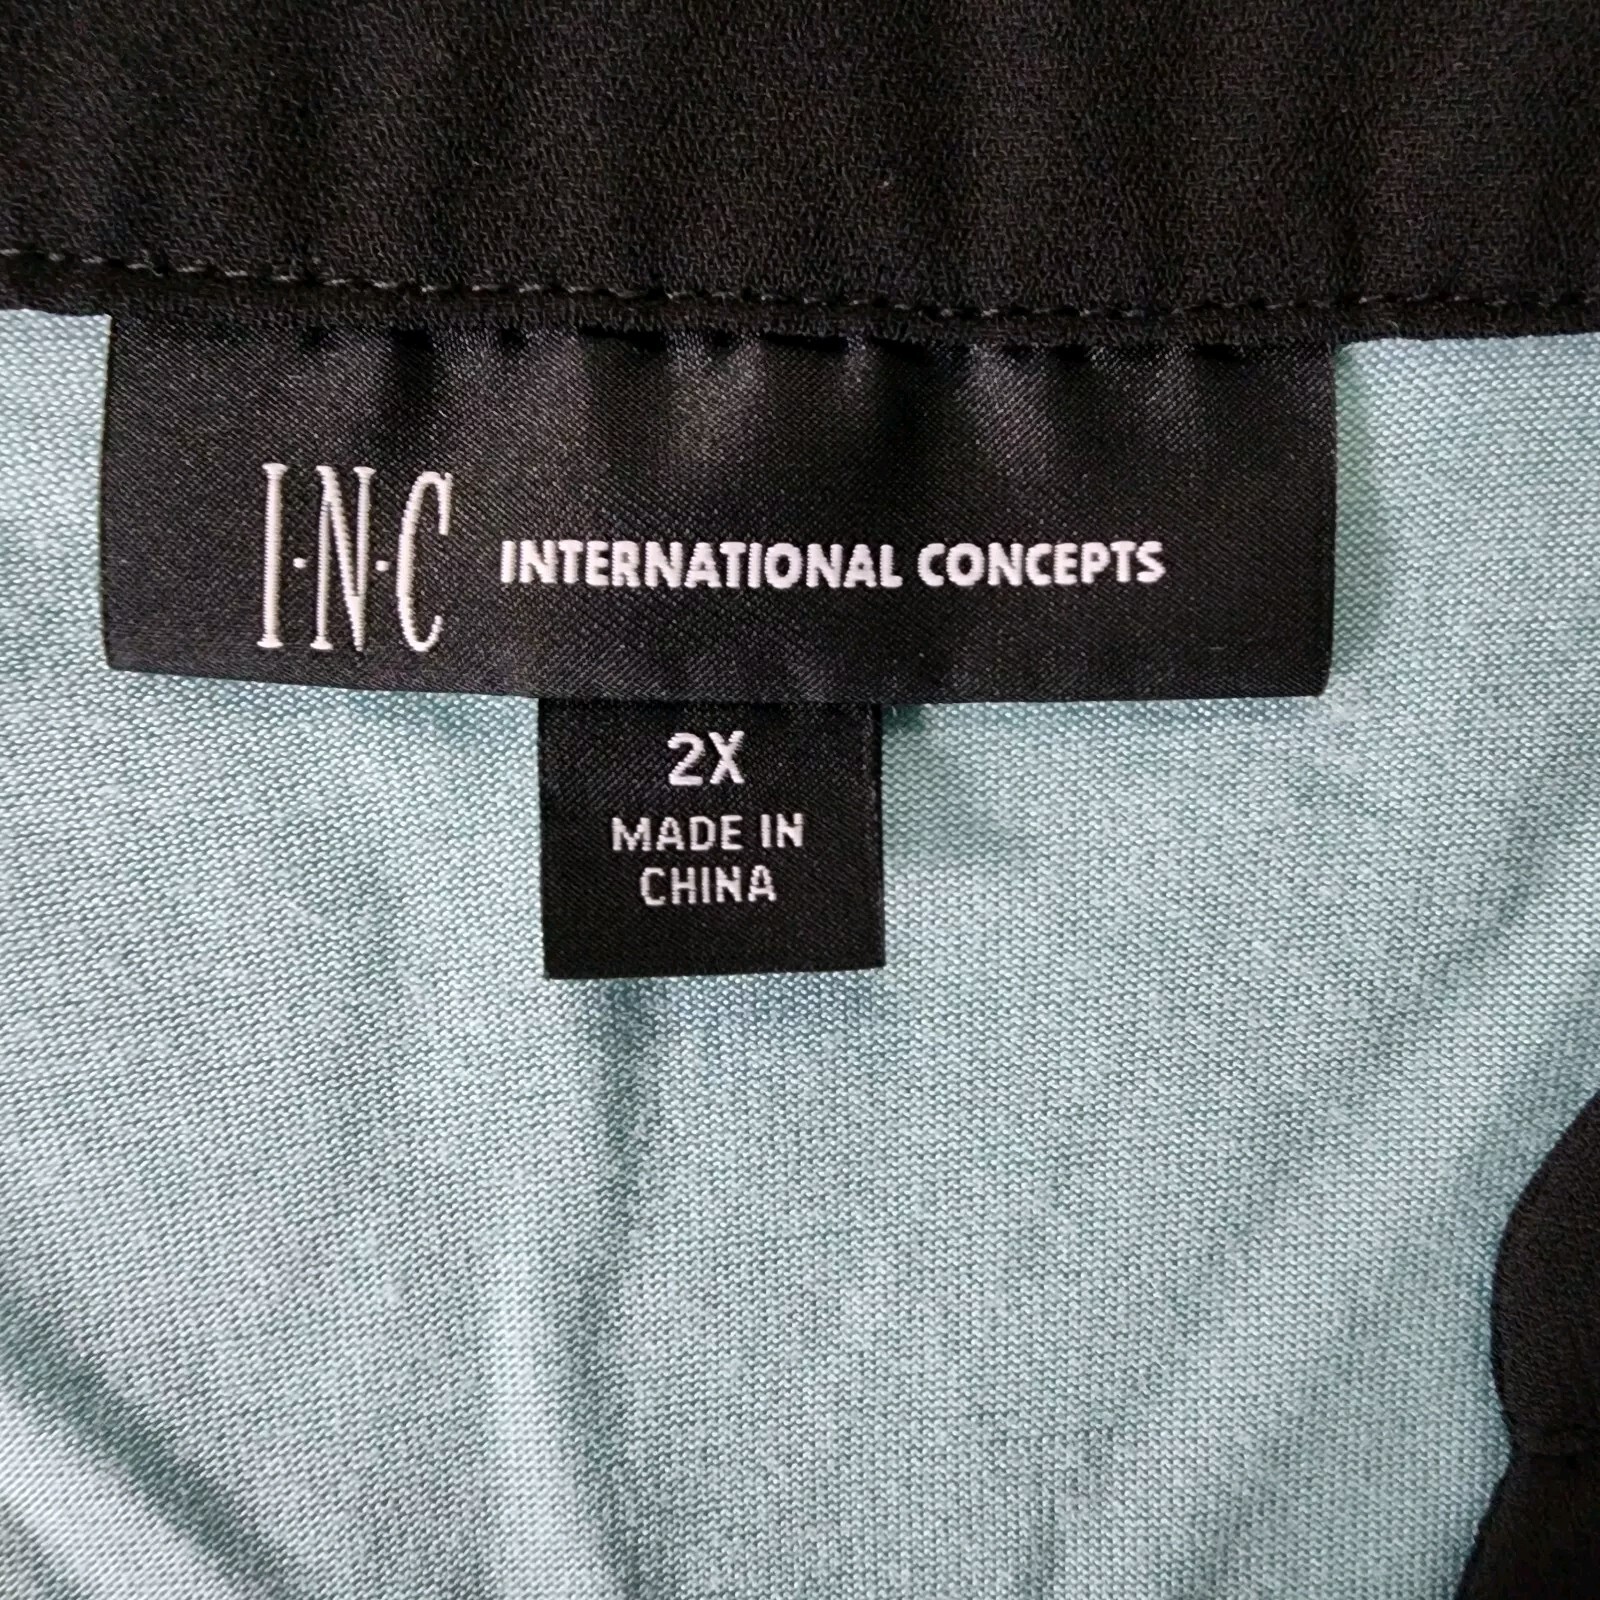 I·N·C INTERNATIONAL CONCEPTS
2X
MADE IN
CHINA